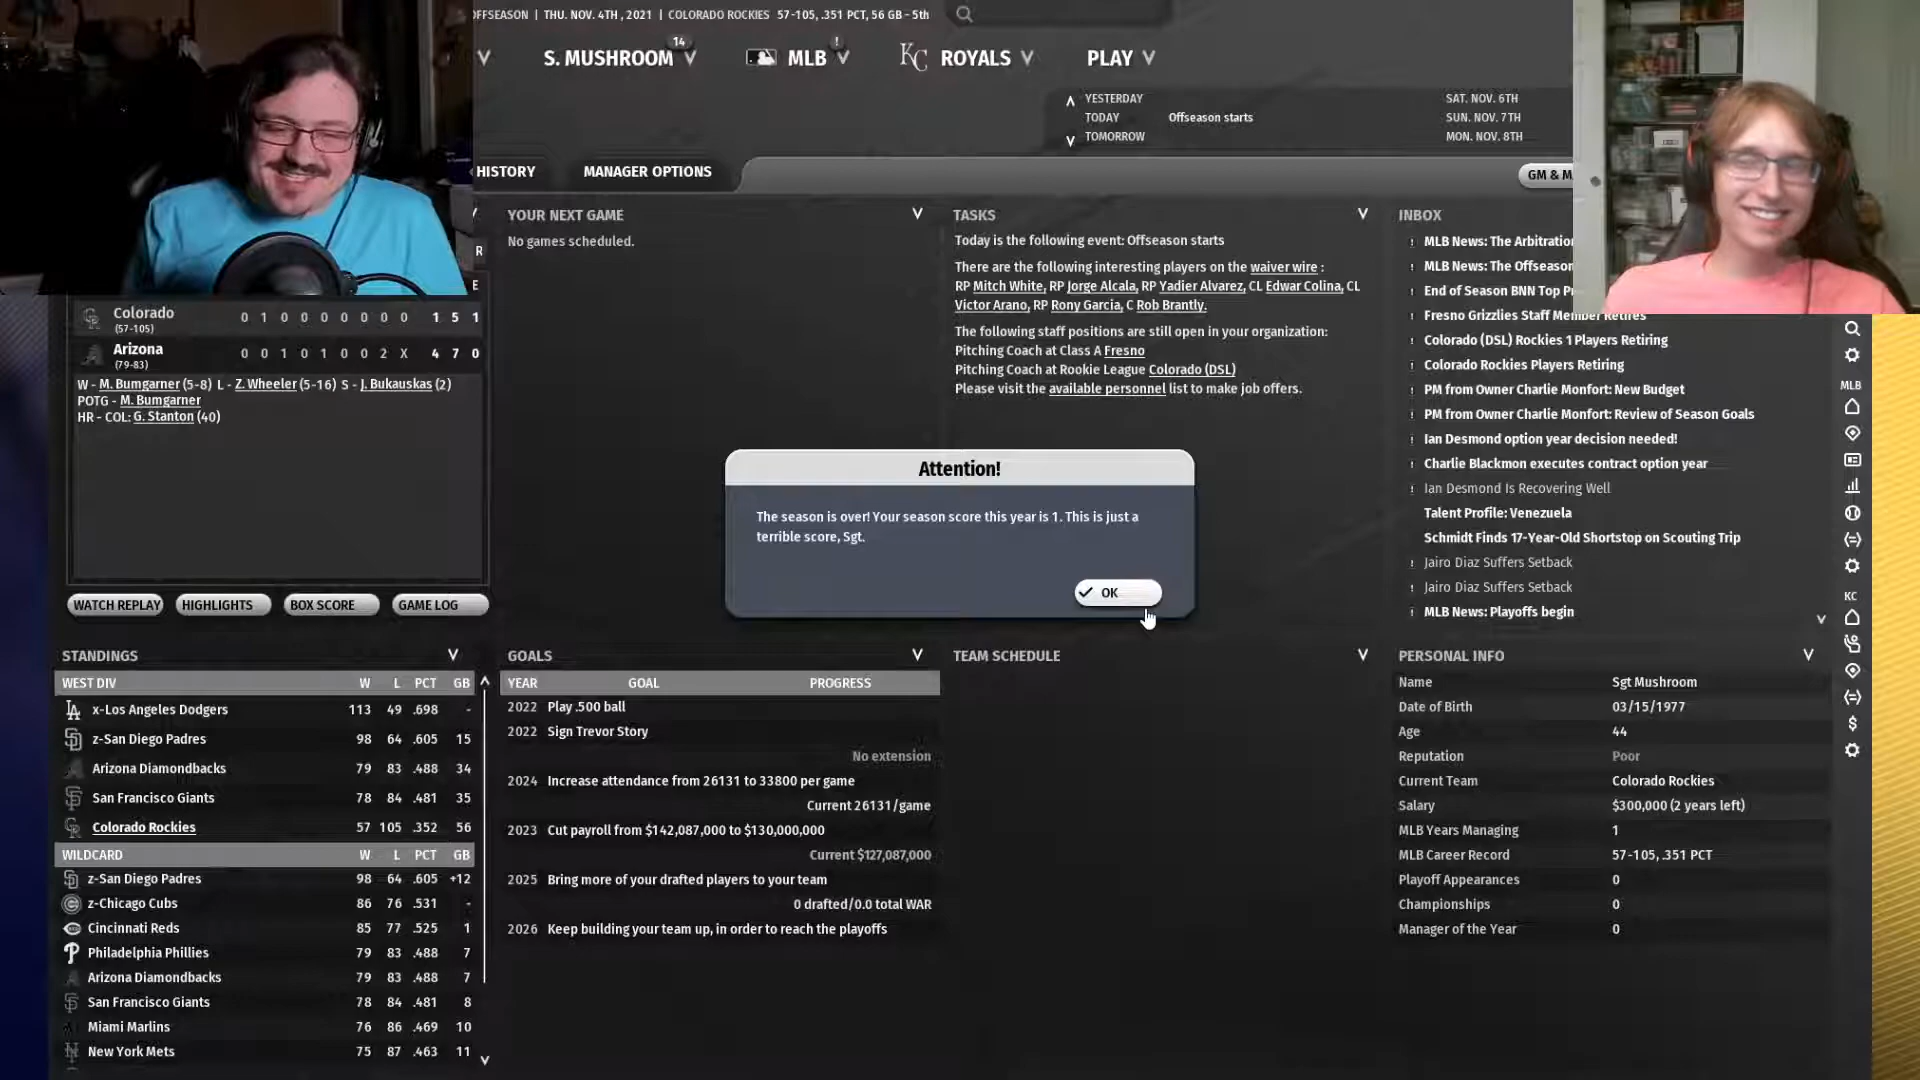 OFFSEASON | THU. NOV. 4TH , 2021 | COLORADO ROCKIES 57-105, .351 PCT, 56 GB - 5th
S. MUSHROOM 14
MLB !
KC ROYALS
PLAY
YESTERDAY SAT. NOV. 6TH
TODAY Offseason starts SUN. NOV. 7TH
TOMORROW MON. NOV. 8TH
HISTORY
MANAGER OPTIONS
GM & M
R
E
Colorado 0 1 0 0 0 0 0 0 0 1 5 1
(57-105)
Arizona 0 0 1 0 1 0 0 2 X 4 7 0
(79-83)
W - M. Bumgarner (5-8) L - Z. Wheeler (5-16) S - J. Bukauskas (2)
POTG - M. Bumgarner
HR - COL: G. Stanton (40)
WATCH REPLAY
HIGHLIGHTS
BOX SCORE
GAME LOG
YOUR NEXT GAME
No games scheduled.
TASKS
Today is the following event: Offseason starts
There are the following interesting players on the waiver wire :
RP Mitch White, RP Jorge Alcala, RP Yadier Alvarez, CL Edwar Colina, CL
Victor Arano, RP Rony Garcia, C Rob Brantly.
The following staff positions are still open in your organization:
Pitching Coach at Class A Fresno
Pitching Coach at Rookie League Colorado (DSL)
Please visit the available personnel list to make job offers.
INBOX
! MLB News: The Arbitration
! MLB News: The Offseason
! End of Season BNN Top Pr
! Fresno Grizzlies Staff Member Retires
! Colorado (DSL) Rockies 1 Players Retiring
! Colorado Rockies Players Retiring
! PM from Owner Charlie Monfort: New Budget
! PM from Owner Charlie Monfort: Review of Season Goals
! Ian Desmond option year decision needed!
! Charlie Blackmon executes contract option year
! Ian Desmond Is Recovering Well
Talent Profile: Venezuela
Schmidt Finds 17-Year-Old Shortstop on Scouting Trip
! Jairo Diaz Suffers Setback
! Jairo Diaz Suffers Setback
! MLB News: Playoffs begin
MLB
KC
Attention!
The season is over! Your season score this year is 1. This is just a
terrible score, Sgt.
OK
STANDINGS
WEST DIV W L PCT GB
x-Los Angeles Dodgers 113 49 .698 -
z-San Diego Padres 98 64 .605 15
Arizona Diamondbacks 79 83 .488 34
San Francisco Giants 78 84 .481 35
Colorado Rockies 57 105 .352 56
WILDCARD W L PCT GB
z-San Diego Padres 98 64 .605 +12
z-Chicago Cubs 86 76 .531 -
Cincinnati Reds 85 77 .525 1
Philadelphia Phillies 79 83 .488 7
Arizona Diamondbacks 79 83 .488 7
San Francisco Giants 78 84 .481 8
Miami Marlins 76 86 .469 10
New York Mets 75 87 .463 11
GOALS
YEAR GOAL PROGRESS
2022 Play .500 ball
2022 Sign Trevor Story
No extension
2024 Increase attendance from 26131 to 33800 per game
Current 26131/game
2023 Cut payroll from $142,087,000 to $130,000,000
Current $127,087,000
2025 Bring more of your drafted players to your team
0 drafted/0.0 total WAR
2026 Keep building your team up, in order to reach the playoffs
TEAM SCHEDULE
PERSONAL INFO
Name Sgt Mushroom
Date of Birth 03/15/1977
Age 44
Reputation Poor
Current Team Colorado Rockies
Salary $300,000 (2 years left)
MLB Years Managing 1
MLB Career Record 57-105, .351 PCT
Playoff Appearances 0
Championships 0
Manager of the Year 0